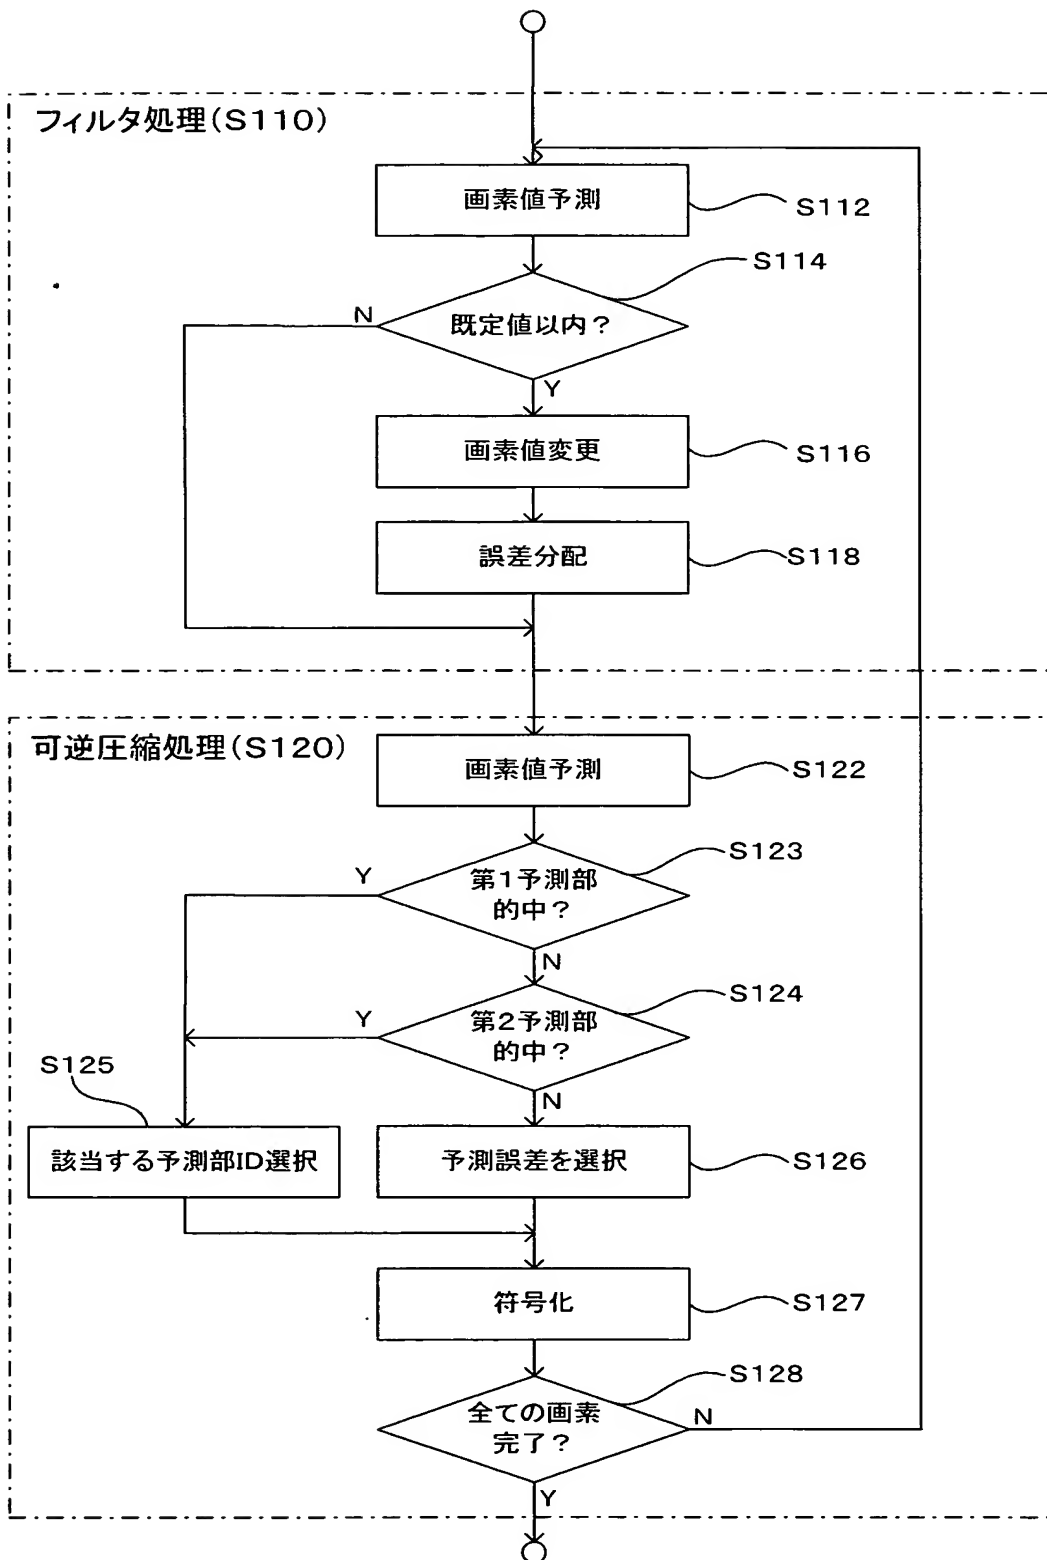 フィルタ処理(S110)
画素値予測
S112
S114
N
既定値以内?
Y
画素値変更
S116
誤差分配
S118
可逆圧縮処理(S120)
画素値予測
S122
S123
Y
第1予測部
的中?
N
S124
Y
第2予測部
的中?
S125
N
該当する予測部ID選択
予測誤差を選択
S126
符号化
S127
S128
全ての画素
完了?
N
Y